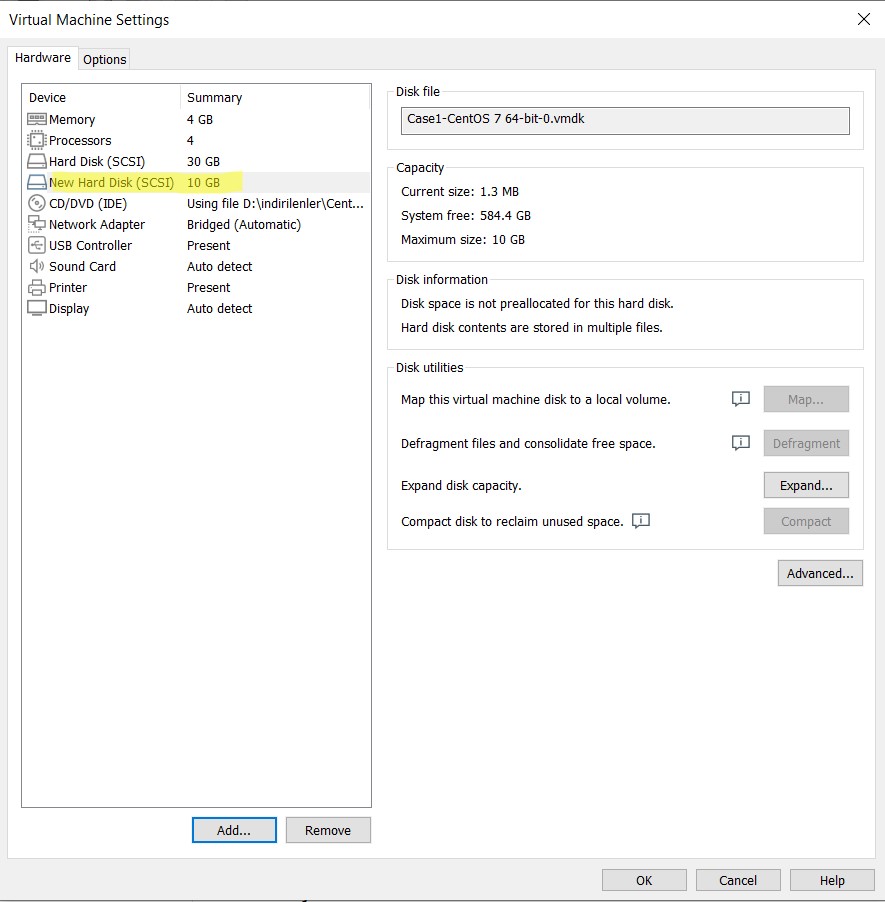 Virtual Machine Settings
Hardware Options
Device Summary
Memory 4 GB
Processors 4
Hard Disk (SCSI) 30 GB
New Hard Disk (SCSI) 10 GB
CD/DVD (IDE) Using file D:\indirilenler\Cent...
Network Adapter Bridged (Automatic)
USB Controller Present
Sound Card Auto detect
Printer Present
Display Auto detect
Add... Remove
Disk file
Case1-CentOS 7 64-bit-0.vmdk
Capacity
Current size: 1.3 MB
System free: 584.4 GB
Maximum size: 10 GB
Disk information
Disk space is not preallocated for this hard disk.
Hard disk contents are stored in multiple files.
Disk utilities
Map this virtual machine disk to a local volume. Map...
Defragment files and consolidate free space. Defragment
Expand disk capacity. Expand...
Compact disk to reclaim unused space. Compact
Advanced...
OK Cancel Help